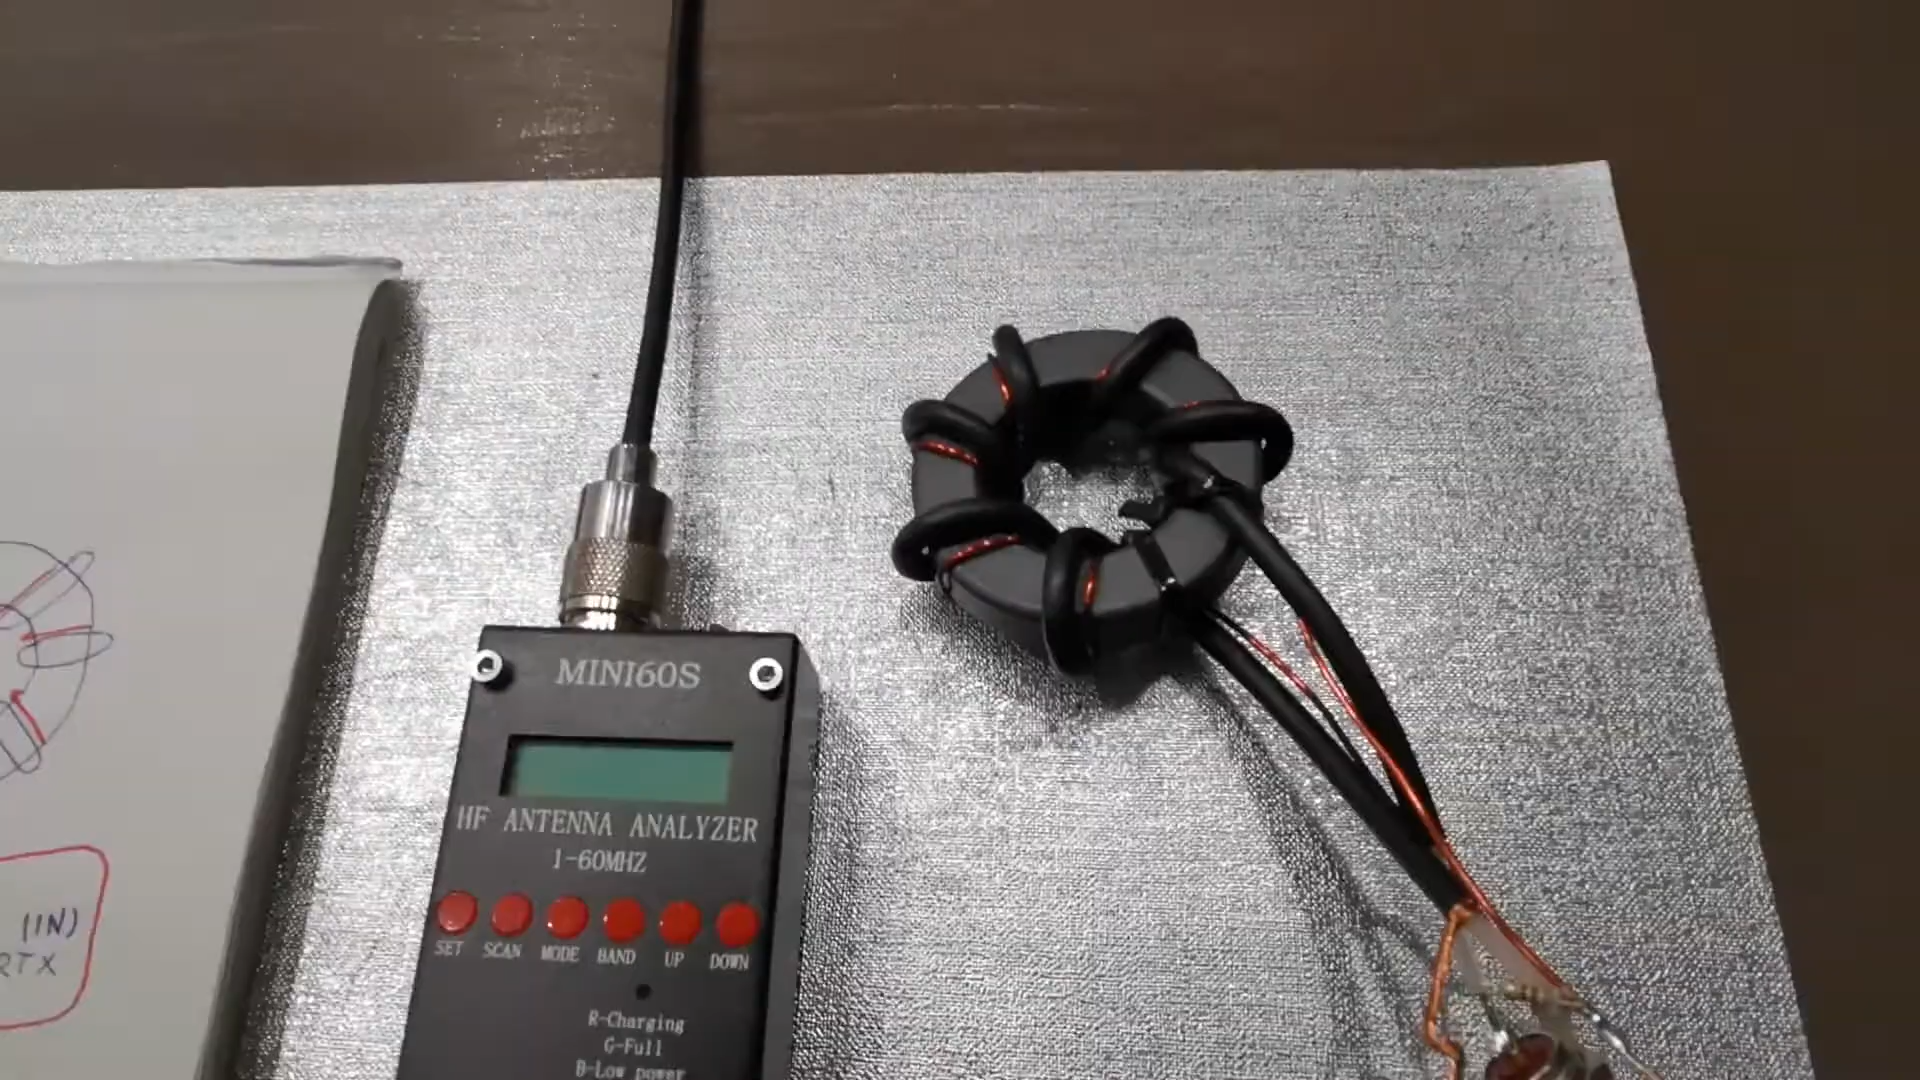 MINI60S
HF ANTENNA ANALYZER
1-60MHZ
SET SCAN MODE BAND UP DOWN
R-Charging
G-Full
B-Low power
(IN)
RTX